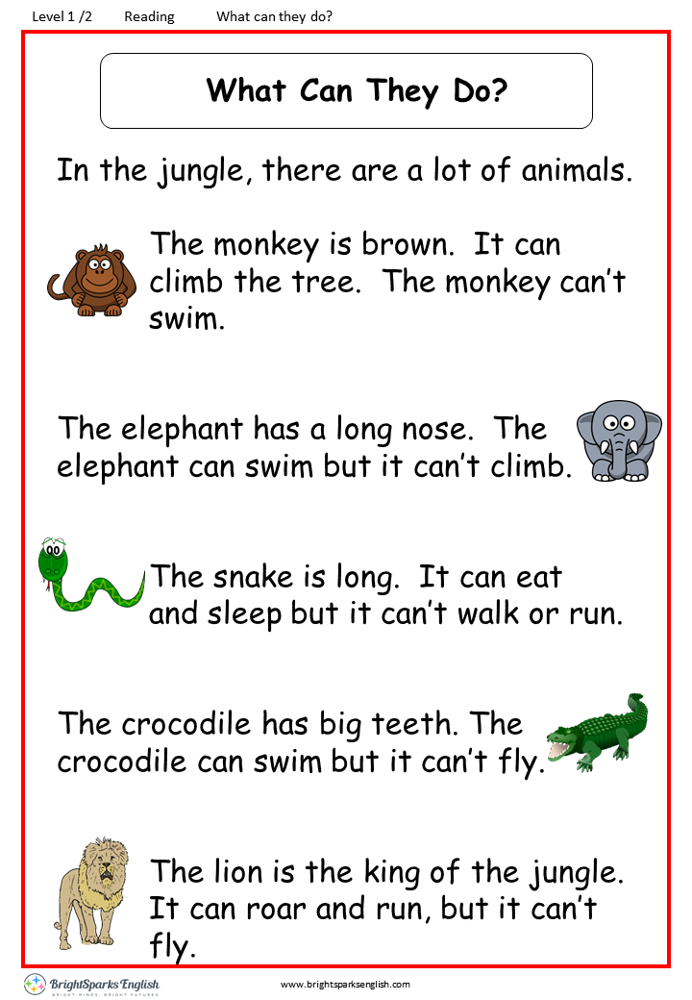 Level 1 /2 Reading What can they do?
What Can They Do?
In the jungle, there are a lot of animals.
The monkey is brown. It can
climb the tree. The monkey can’t
swim.
The elephant has a long nose. The
elephant can swim but it can’t climb.
The snake is long. It can eat
and sleep but it can’t walk or run.
The crocodile has big teeth. The
crocodile can swim but it can’t fly.
The lion is the king of the jungle.
It can roar and run, but it can’t
fly.
BrightSparks English
BRIGHT MINDS, BRIGHT FUTURES
www.brightsparksenglish.com